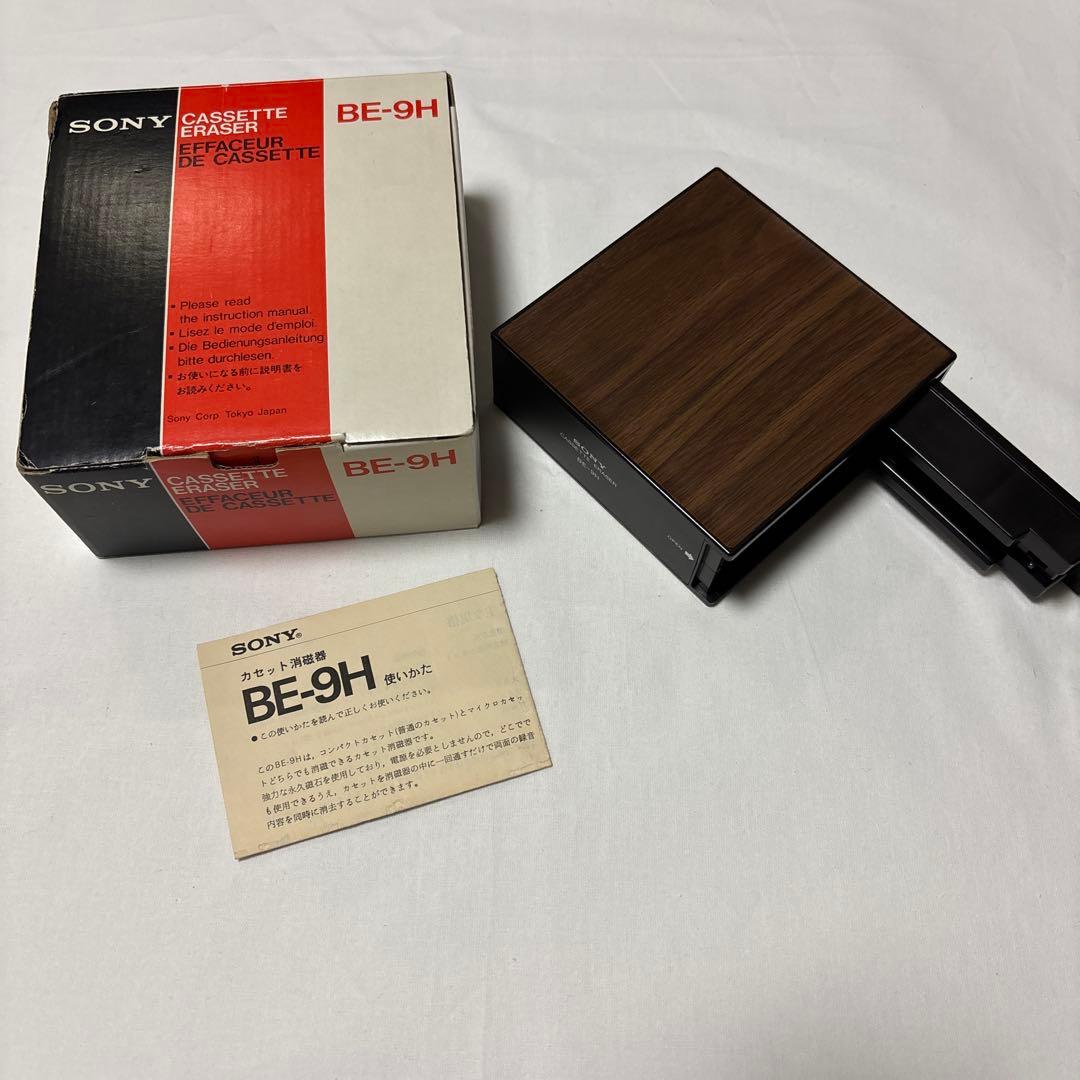 SONY
CASSETTE
ERASER
EFFACEUR
DE CASSETTE
BE-9H
▪ Please read
the instruction manual.
▪ Lisez le mode d'emploi.
▪ Die Bedienungsanleitung
bitte durchlesen.
▪ お使いになる前に説明書を
お読みください。
Sony Corp. Tokyo Japan
SONY
CASSETTE
ERASER
EFFACEUR
DE CASSETTE
BE-9H
SONY
CASSETTE ERASER
BE-9H
SONY®
カセット消磁器
BE-9H 使いかた
●この使いかたを読んで正しくお使いください。
このBE-9Hは、コンパクトカセット(普通のカセット)とマイクロカセッ
トどちらでも消磁できるカセット消磁器です。
強力な永久磁石を使用しており、電源を必要としませんので、どこでで
も使用できるうえ、カセットを消磁器の中に一回通すだけで両面の録音
内容を同時に消去することができます。